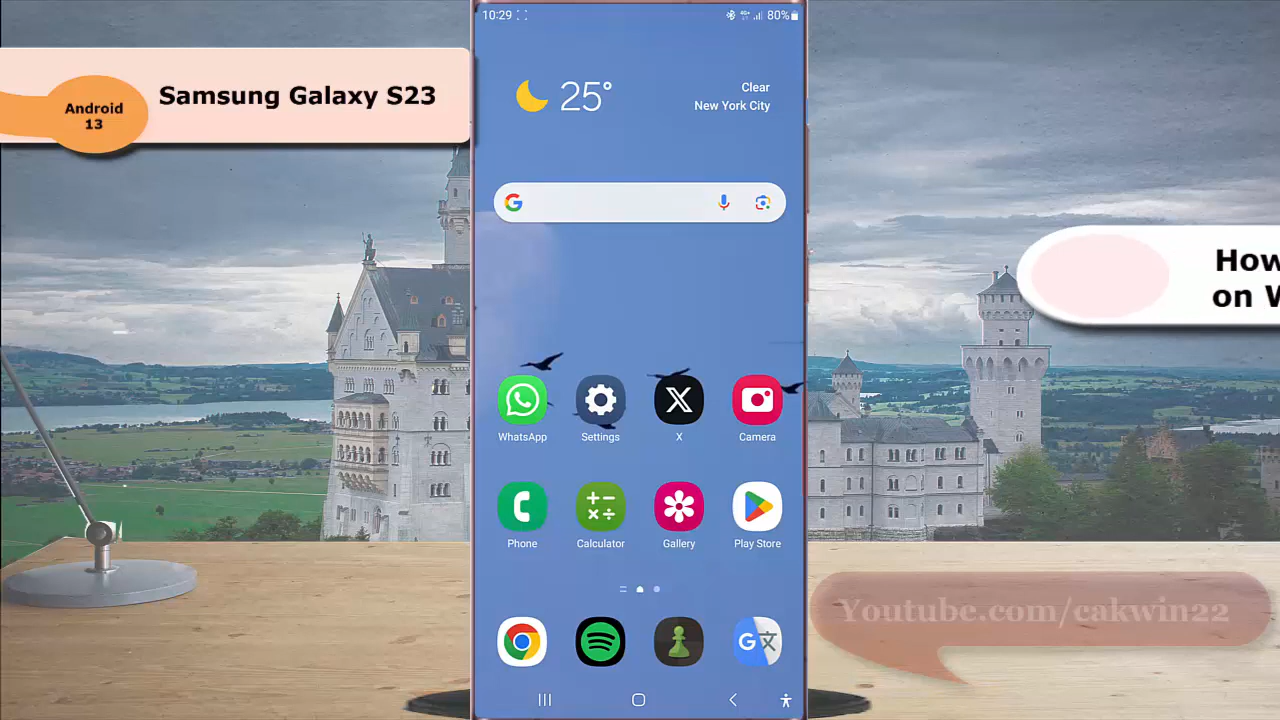 Samsung Galaxy S23
Android
13
10:29
80%
25°
Clear
New York City
WhatsApp
Settings
X
Camera
Phone
Calculator
Gallery
Play Store
How
on
Youtube.com/cakwin22